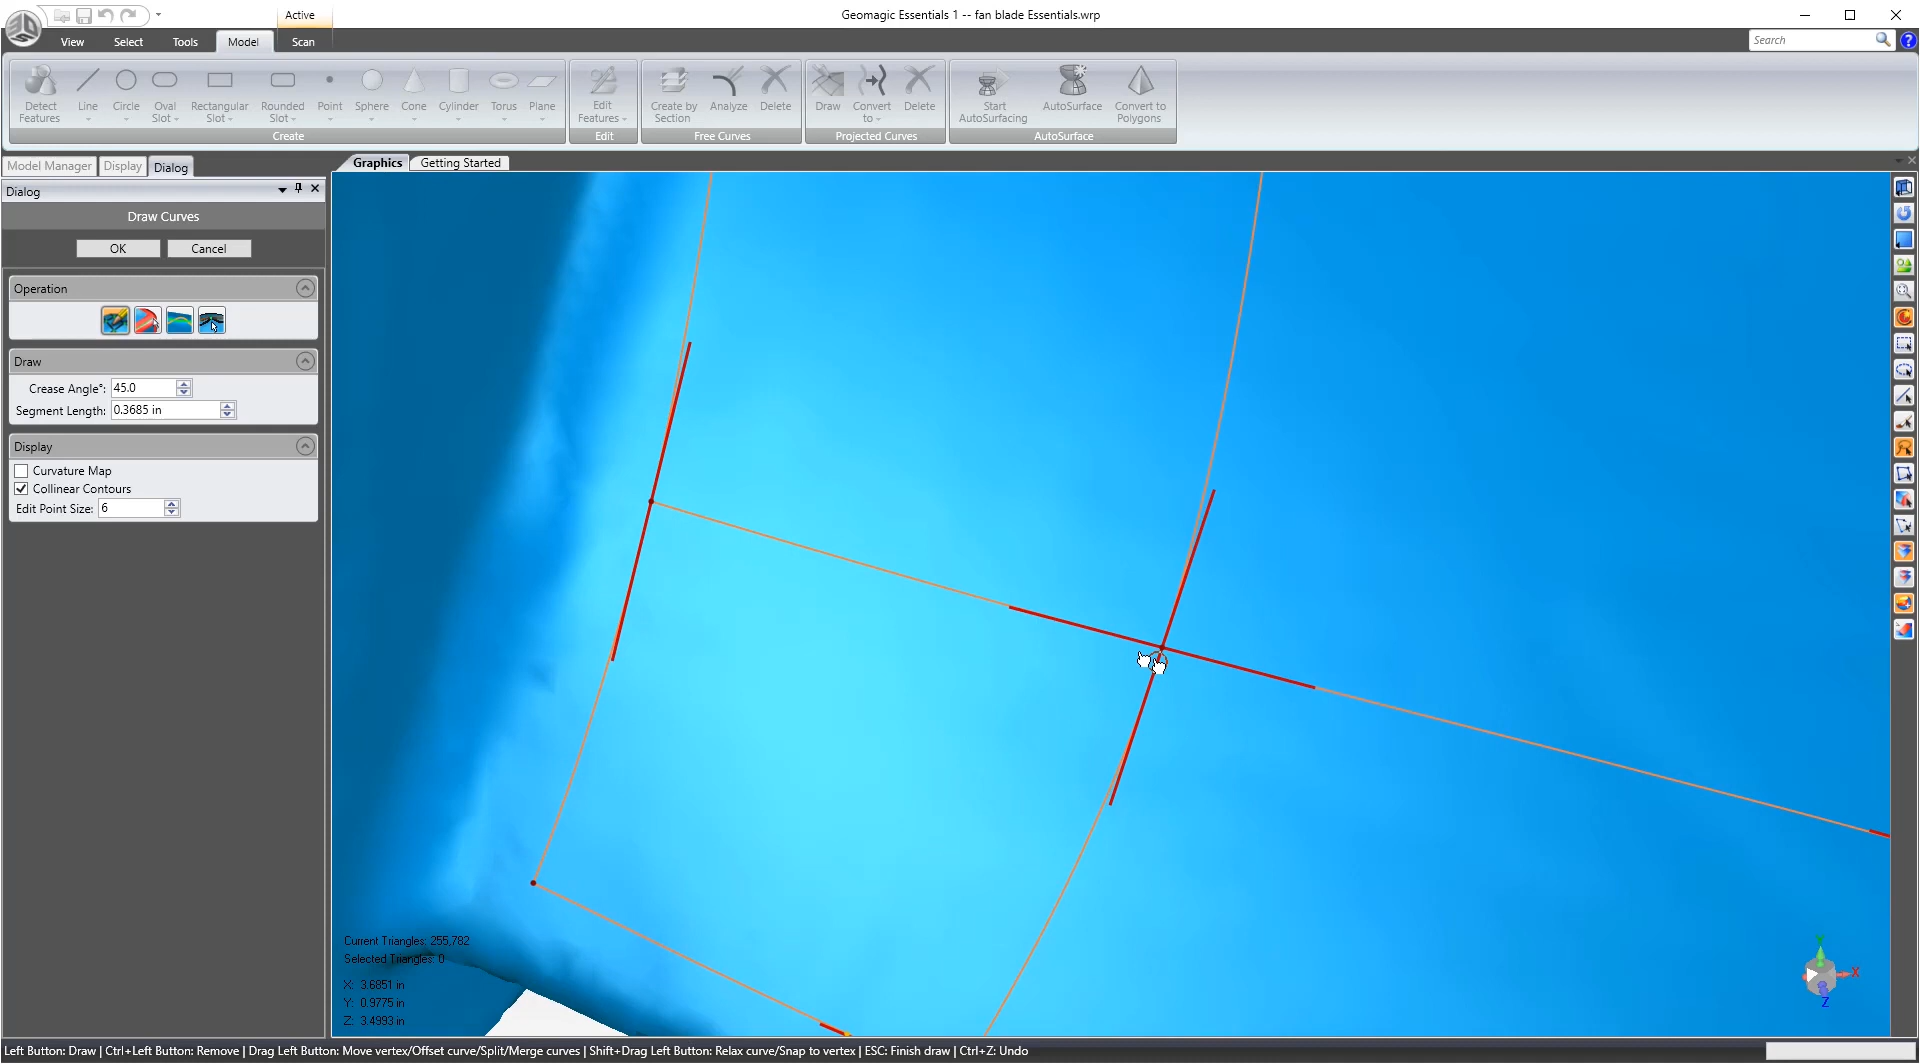 Active
Geomagic Essentials 1 -- fan blade Essentials.wrp
View Select Tools Model Scan
Search
Detect Features
Line
Circle
Oval Slot
Rectangular Slot
Rounded Slot
Point
Sphere
Cone
Cylinder
Torus
Plane
Create
Edit Features
Edit
Create by Section
Analyze
Delete
Free Curves
Draw
Convert to
Delete
Projected Curves
Start AutoSurfacing
AutoSurface
Convert to Polygons
AutoSurface
Model Manager Display Dialog
Graphics Getting Started
Dialog
Draw Curves
OK Cancel
Operation
Draw
Crease Angle°: 45.0
Segment Length: 0.3685 in
Display
Curvature Map
Collinear Contours
Edit Point Size: 6
Current Triangles: 255,782
Selected Triangles: 0
X: 3.6851 in
Y: 0.9775 in
Z: 3.4993 in
Y
X
Z
Left Button: Draw | Ctrl+Left Button: Remove | Drag Left Button: Move vertex/Offset curve/Split/Merge curves | Shift+Drag Left Button: Relax curve/Snap to vertex | ESC: Finish draw | Ctrl+Z: Undo